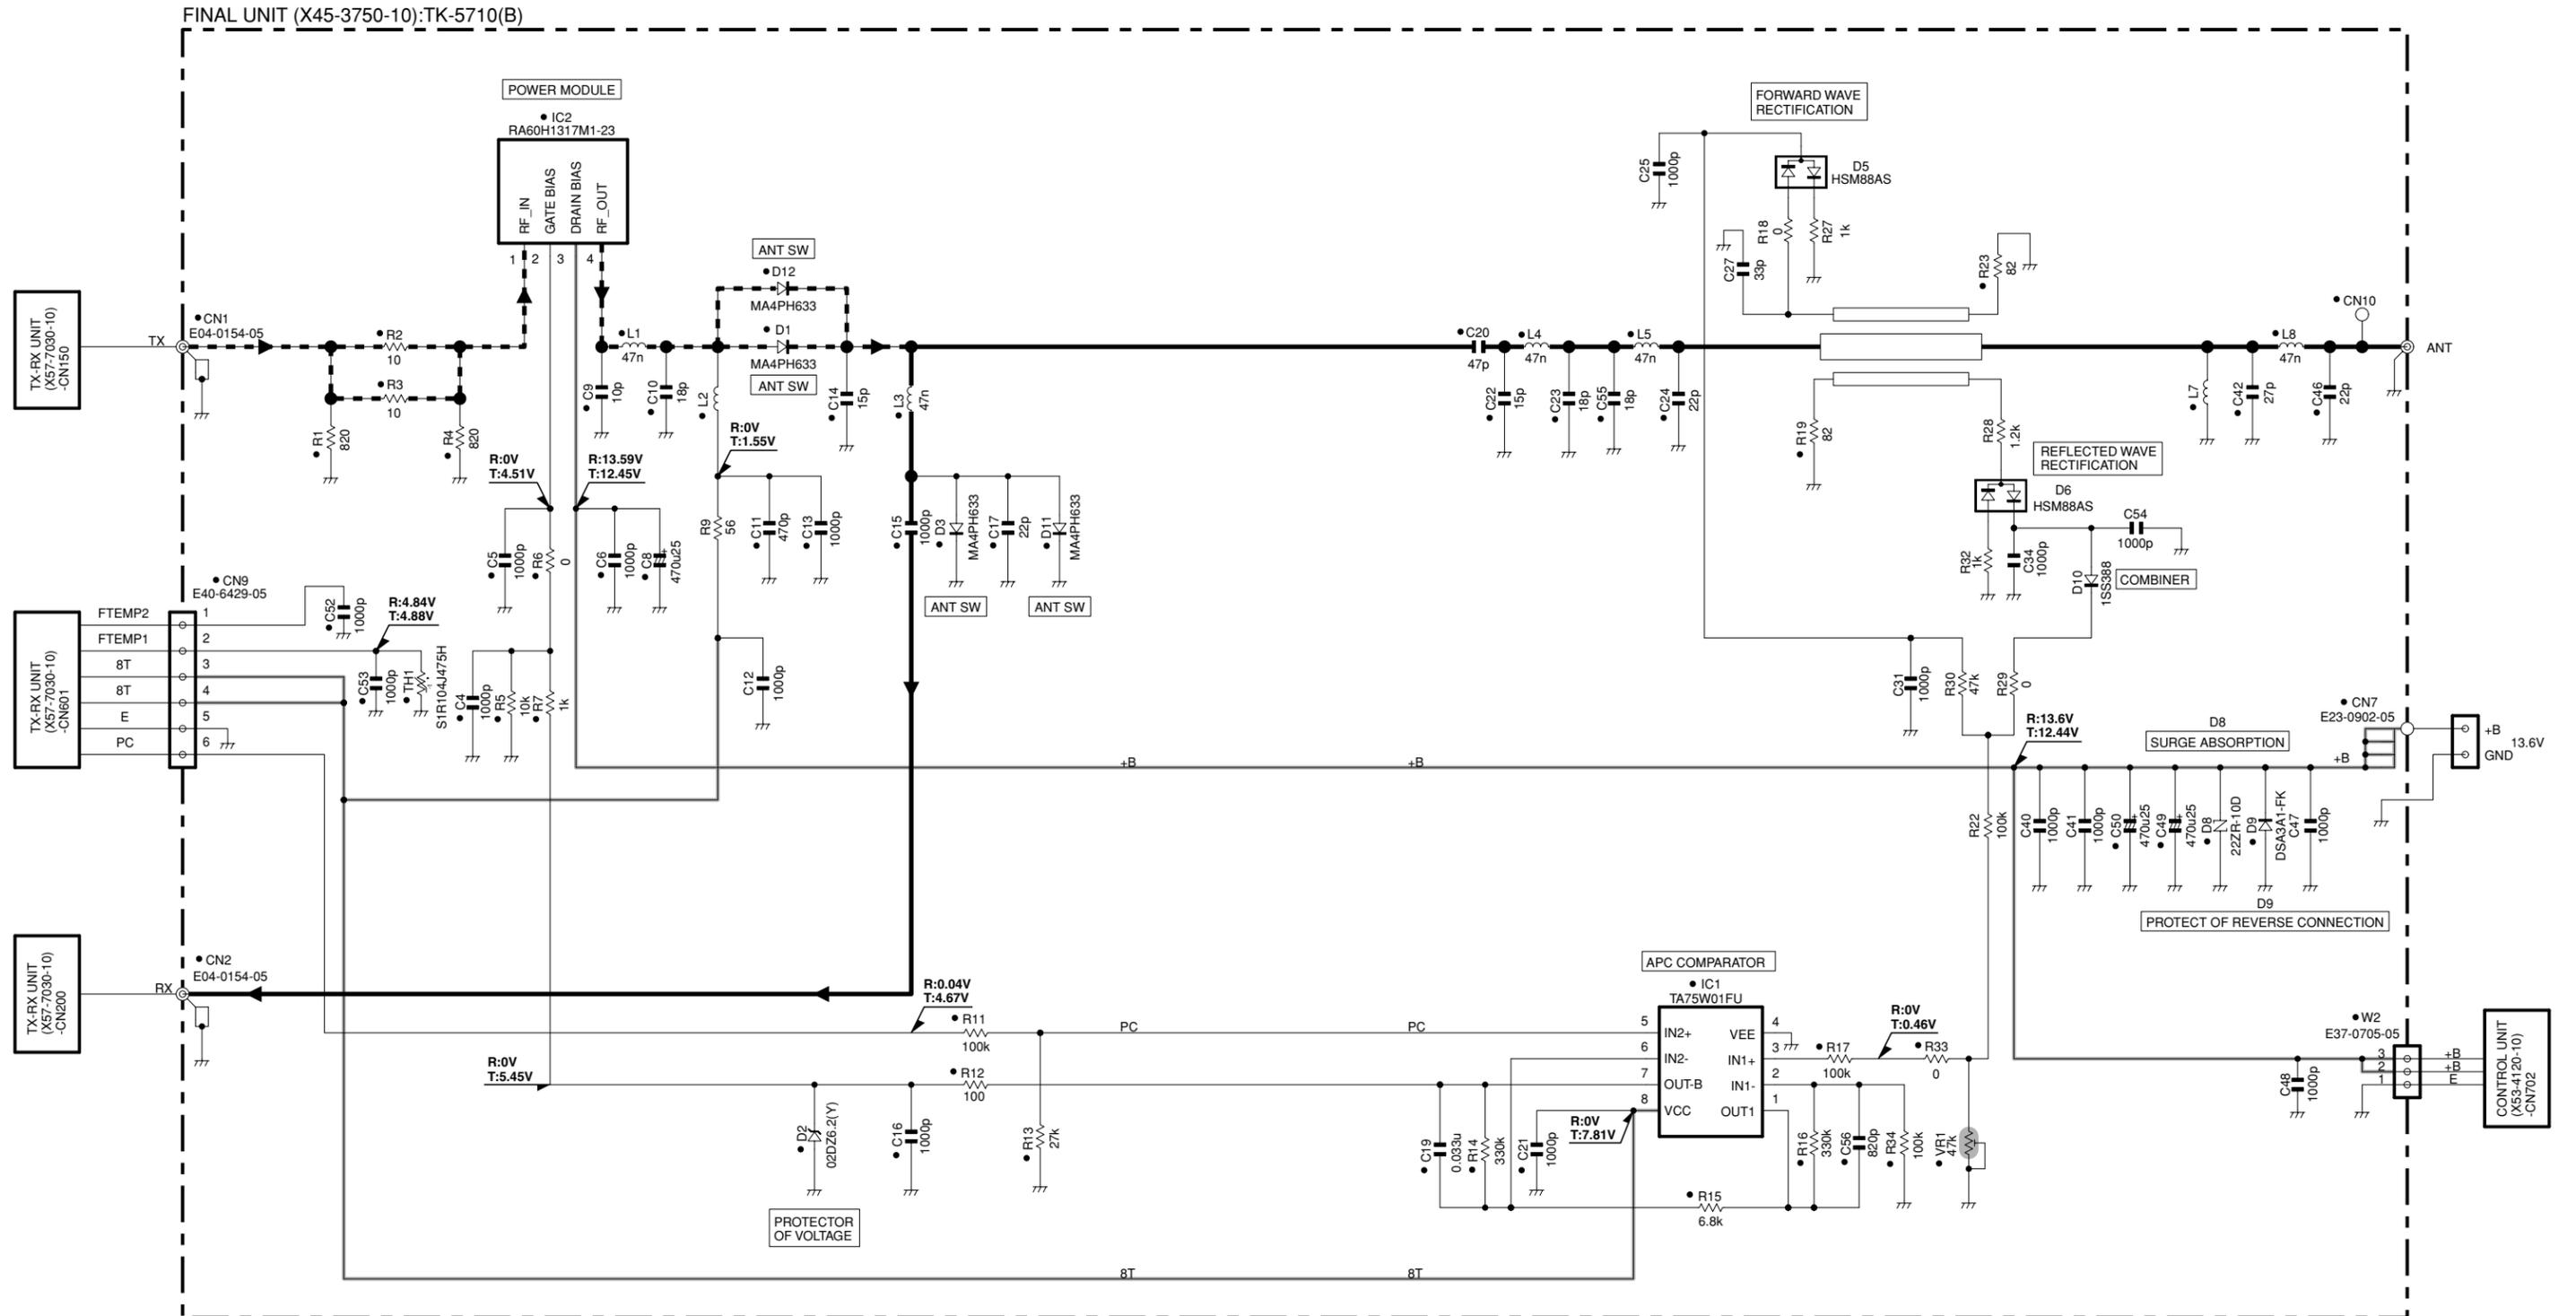 FINAL UNIT (X45-3750-10):TK-5710(B)
POWER MODULE
IC2
RA60H1317M1-23
RF_IN
GATE BIAS
DRAIN BIAS
RF_OUT
1
2
3
4
FORWARD WAVE
RECTIFICATION
C25
1000p
D5
HSM88AS
R18
0
R27
1k
C27
33p
R23
82
ANT SW
D12
MA4PH633
D1
MA4PH633
ANT SW
TX-RX UNIT
(X57-7030-10)
-CN150
TX
CN1
E04-0154-05
R2
10
R3
10
R1
820
R4
820
L1
47n
C9
10p
C10
18p
L2
C14
15p
L3
47n
C20
47p
L4
47n
L5
47n
C22
15p
C23
18p
C55
18p
C24
22p
CN10
L8
47n
ANT
L7
C42
27p
C46
22p
R19
82
R28
1.2k
REFLECTED WAVE
RECTIFICATION
D6
HSM88AS
C54
1000p
R32
1k
C34
1000p
D10
1SS388
COMBINER
R:0V
T:4.51V
R:13.59V
T:12.45V
R:0V
T:1.55V
C5
1000p
R6
0
C6
1000p
C8
470u25
R9
56
C11
470p
C13
1000p
C15
1000p
D3
MA4PH633
C17
22p
D11
MA4PH633
ANT SW
ANT SW
CN9
E40-6429-05
TX-RX UNIT
(X57-7030-10)
-CN601
FTEMP2
1
FTEMP1
2
8T
3
8T
4
E
5
PC
6
C52
1000p
R:4.84V
T:4.88V
C53
1000p
TH1
S1R104J475H
C4
1000p
R5
10k
R7
1k
C12
1000p
C31
1000p
R30
47k
R29
0
+B
+B
R:13.6V
T:12.44V
D8
SURGE ABSORPTION
+B
CN7
E23-0902-05
+B
GND
13.6V
R22
100k
C40
1000p
C41
1000p
C50
470u25
C49
470u25
D8
22ZR-10D
D9
DSA3A1-FK
C47
1000p
D9
PROTECT OF REVERSE CONNECTION
TX-RX UNIT
(X57-7030-10)
-CN200
RX
CN2
E04-0154-05
R:0.04V
T:4.67V
R11
100k
PC
PC
R:0V
T:5.45V
R12
100
D2
02DZ6.2(Y)
C16
1000p
R13
27k
PROTECTOR
OF VOLTAGE
APC COMPARATOR
IC1
TA75W01FU
5
IN2+
6
IN2-
7
OUT-B
8
VCC
VEE
4
IN1+
3
IN1-
2
OUT1
1
R:0V
T:7.81V
C19
0.033u
R14
330k
C21
1000p
R15
6.8k
R17
100k
R:0V
T:0.46V
R33
0
R16
330k
C56
820p
R34
100k
VR1
47k
W2
E37-0705-05
3
2
1
+B
+B
E
C48
1000p
CONTROL UNIT
(X53-4120-10)
-CN702
8T
8T